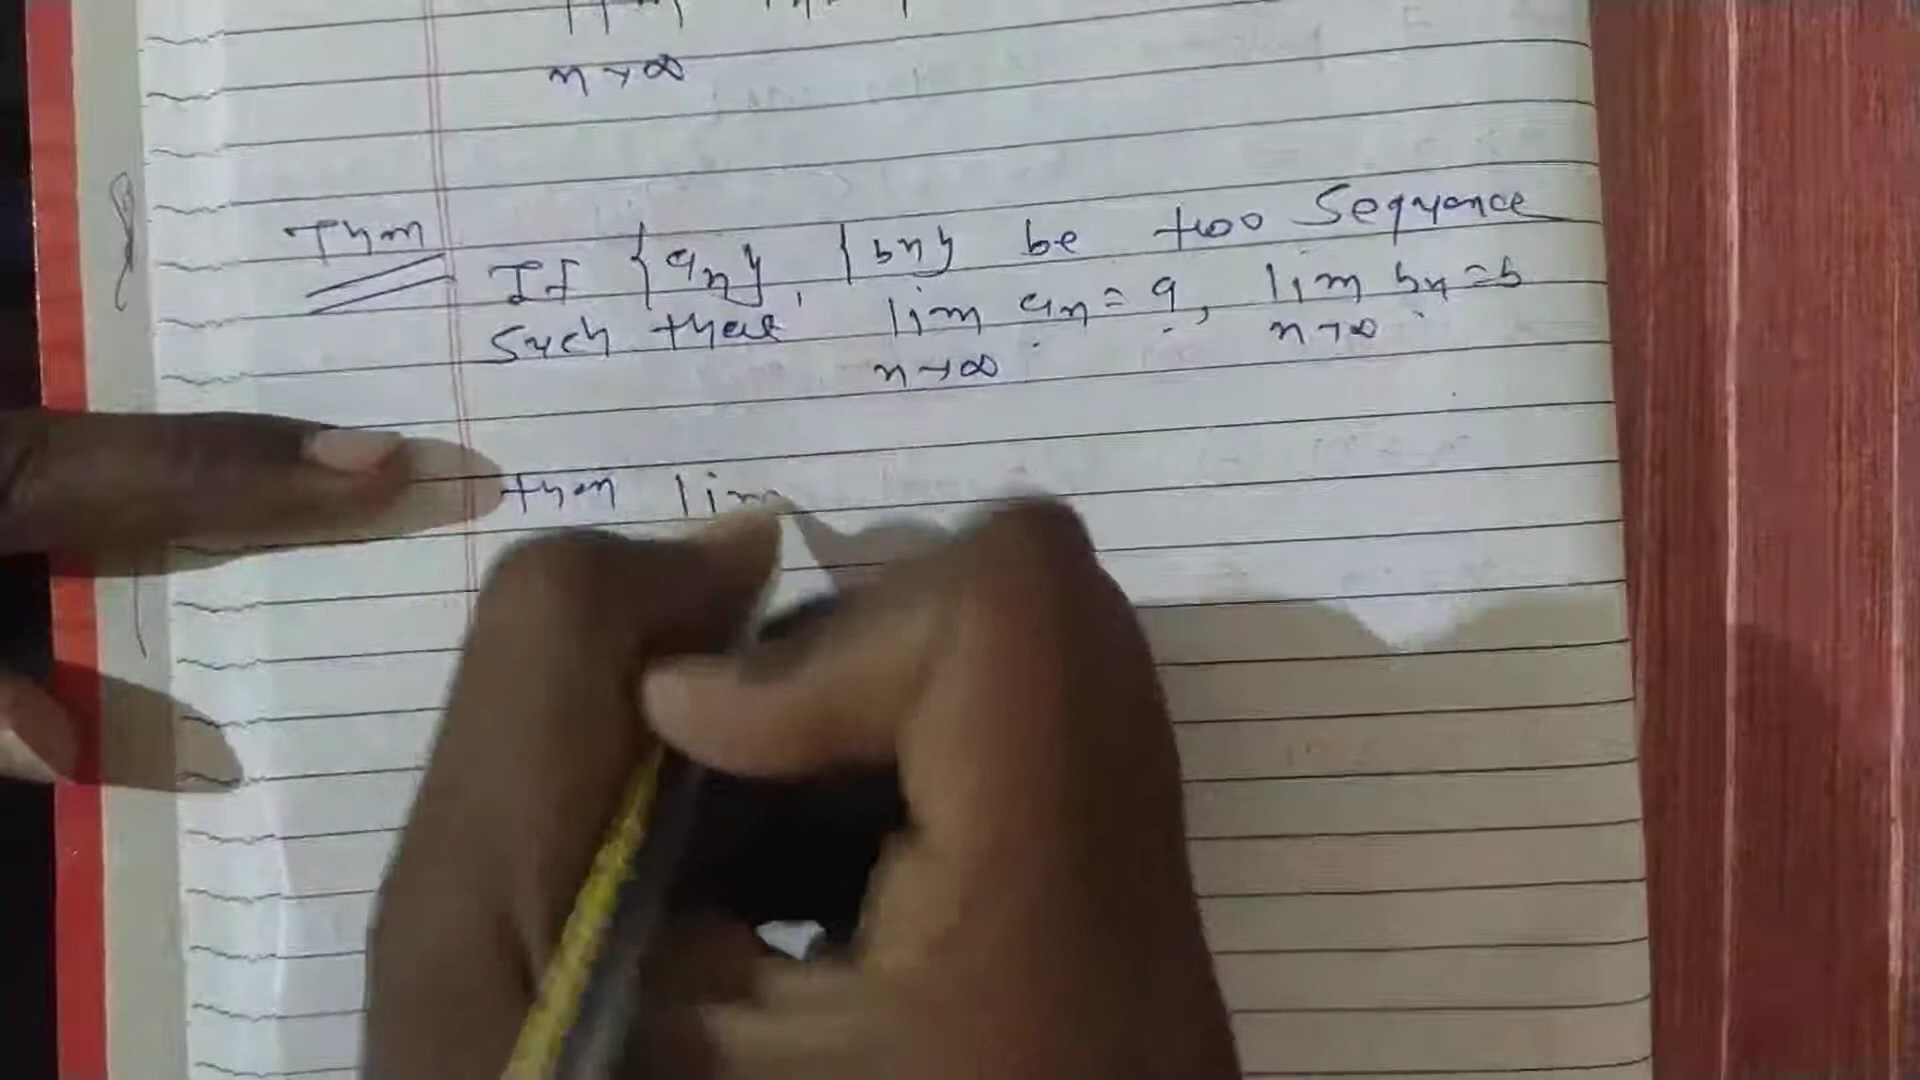 n→∞
Thm
If {an}, {bn} be two Sequence
Such that lim an = a, lim bn = b
n→∞ n→∞
then lim